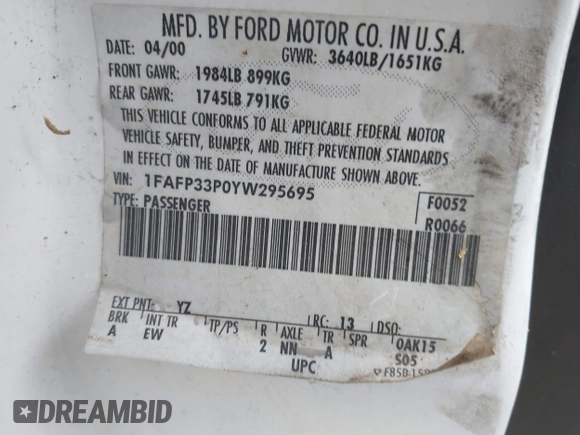 MFD. BY FORD MOTOR CO. IN U.S.A.
DATE: 04/00 GVWR: 3640LB/1651KG
FRONT GAWR: 1984LB 899KG
REAR GAWR: 1745LB 791KG
THIS VEHICLE CONFORMS TO ALL APPLICABLE FEDERAL MOTOR
VEHICLE SAFETY, BUMPER, AND THEFT PREVENTION STANDARDS
IN EFFECT ON THE DATE OF MANUFACTURE SHOWN ABOVE.
VIN: 1FAFP33P0YW295695 F0052
TYPE: PASSENGER R0066
EXT PNT: YZ RC: 13 DSO:
BRK INT TR TP/PS R AXLE TR SPR 0AK15
A EW 2 NN A S05
UPC
DREAMBID